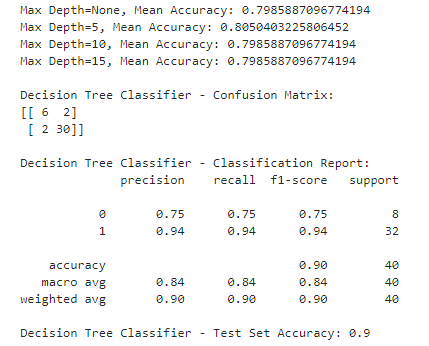 Max Depth=None, Mean Accuracy: 0.7985887096774194
Max Depth=5, Mean Accuracy: 0.8050403225806452
Max Depth=10, Mean Accuracy: 0.7985887096774194
Max Depth=15, Mean Accuracy: 0.7985887096774194
Decision Tree Classifier - Confusion Matrix:
[[ 6  2]
 [ 2 30]]
Decision Tree Classifier - Classification Report:
              precision    recall  f1-score   support
           0       0.75      0.75      0.75         8
           1       0.94      0.94      0.94        32
    accuracy                           0.90        40
   macro avg       0.84      0.84      0.84        40
weighted avg       0.90      0.90      0.90        40
Decision Tree Classifier - Test Set Accuracy: 0.9